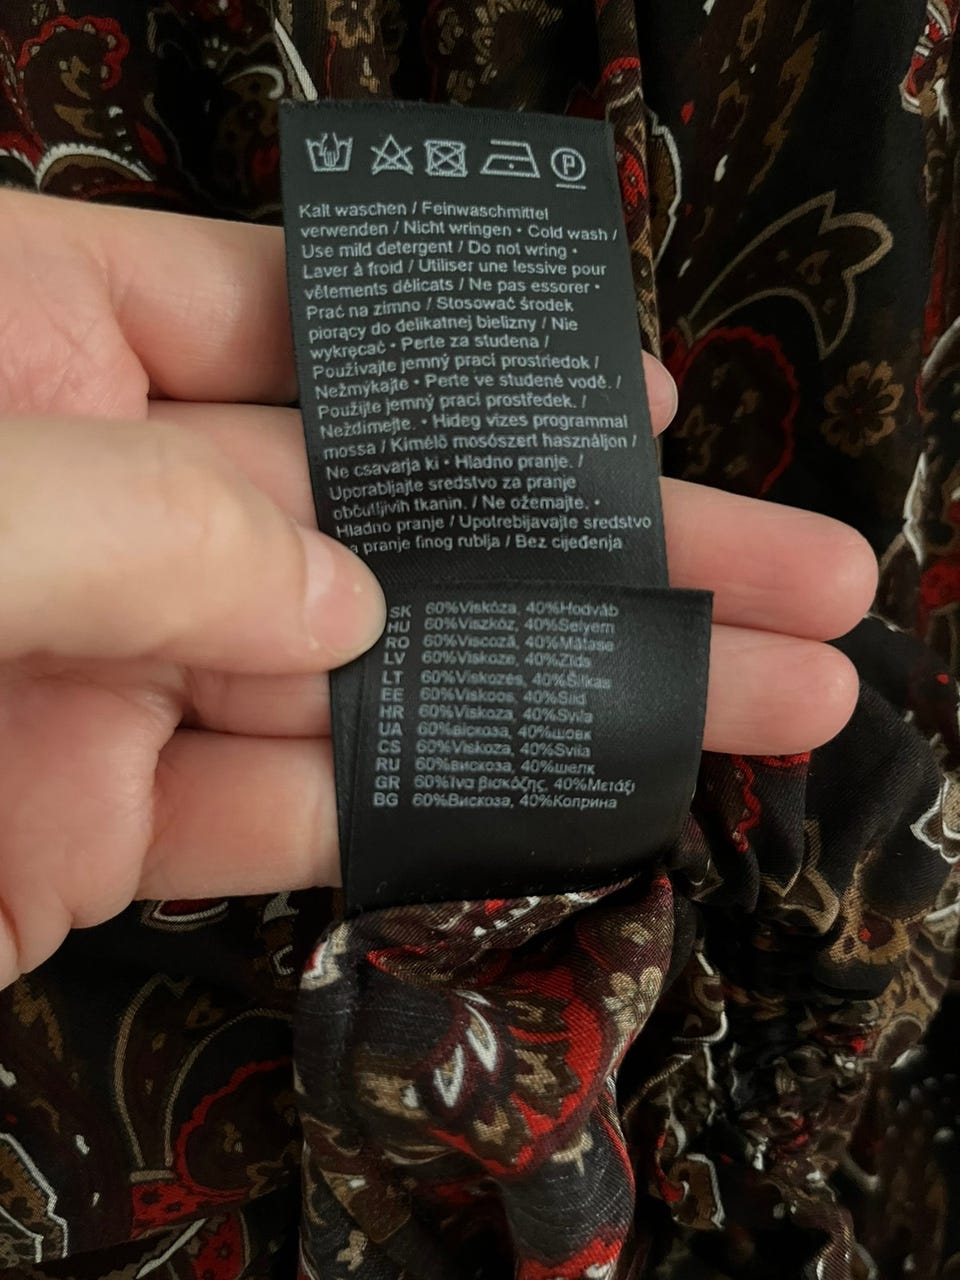 P
Kalt waschen / Feinwaschmittel
verwenden / Nicht wringen • Cold wash /
Use mild detergent / Do not wring •
Laver à froid / Utiliser une lessive pour
vêtements délicats / Ne pas essorer •
Prać na zimno / Stosować środek
piorący do delikatnej bielizny / Nie
wykręcać • Perte za studena /
Používajte jemný prací prostriedok /
Nežmýkajte • Perte ve studené vodě. /
Použijte jemný prací prostředek. /
Neždímejte. • Hideg vizes programmal
mossa / Kímélő mosószert használjon /
Ne csavarja ki • Hladno pranje. /
Uporabljajte sredstvo za pranje
občutljivih tkanin. / Ne ožemajte. •
Hladno pranje / Upotrebljavajte sredstvo
pranje finog rublja / Bez cijeđenja
SK 60%Viskóza, 40%Hodváb
HU 60%Viszkóz, 40%Selyem
RO 60%Viscoză, 40%Mătase
LV 60%Viskoze, 40%Zīds
LT 60%Viskozės, 40%Šilkas
EE 60%Viskoos, 40%Siid
HR 60%Viskoza, 40%Svila
UA 60%віскоза, 40%шовк
CS 60%Viskoza, 40%Svila
RU 60%вискоза, 40%шелк
GR 60%Ίνα βισκόζης, 40%Μετάξι
BG 60%Вискоза, 40%Коприна